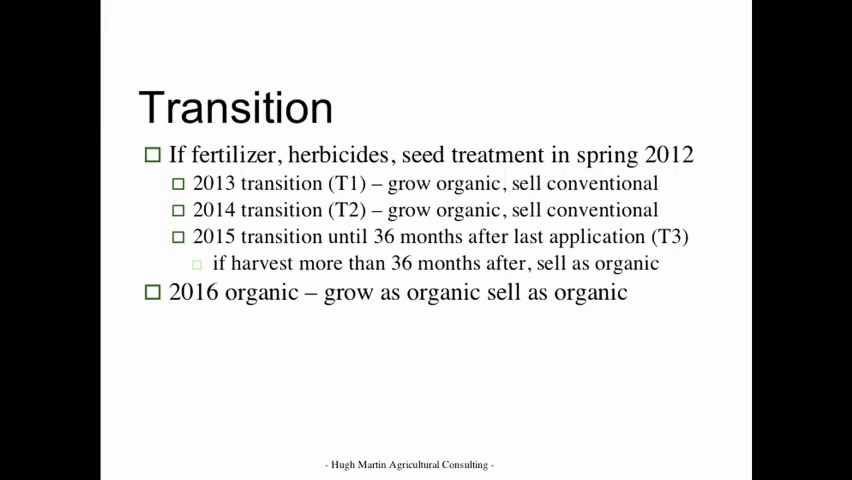 Transition
If fertilizer, herbicides, seed treatment in spring 2012
2013 transition (T1) – grow organic, sell conventional
2014 transition (T2) – grow organic, sell conventional
2015 transition until 36 months after last application (T3)
if harvest more than 36 months after, sell as organic
2016 organic – grow as organic sell as organic
- Hugh Martin Agricultural Consulting -